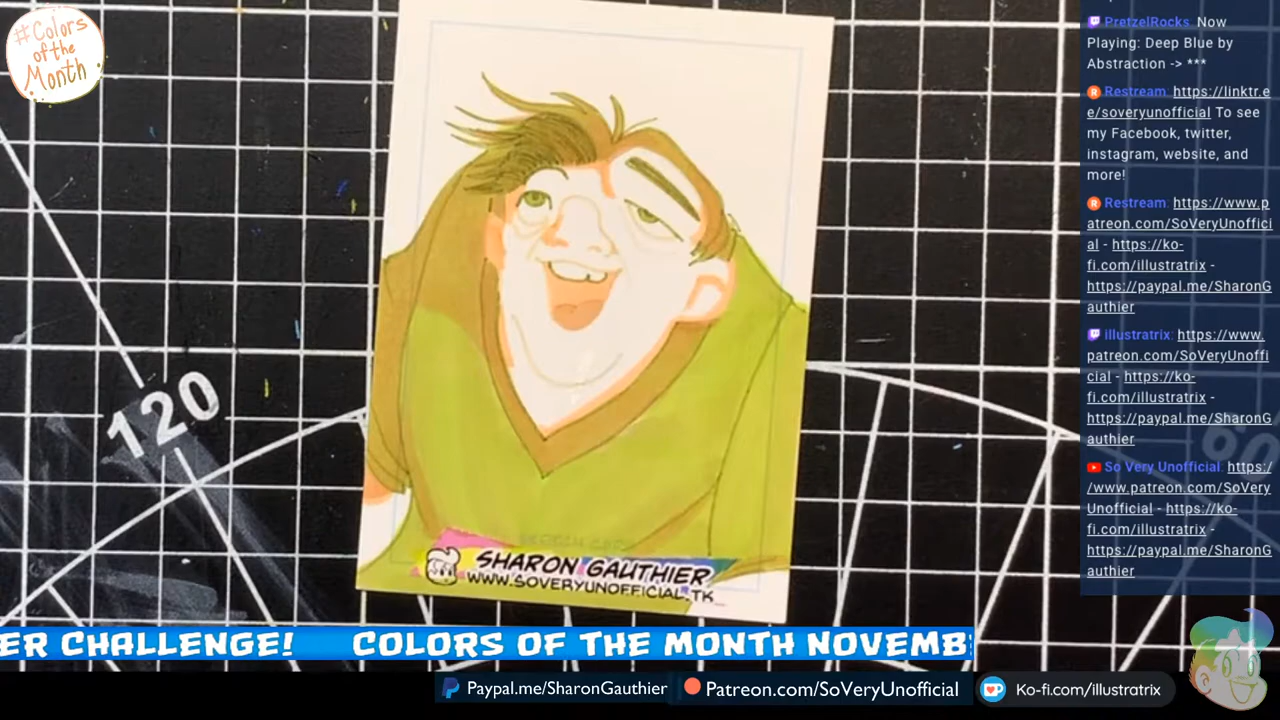 #Colors
of the
Month
120
60
SHARON GAUTHIER
WWW.SOVERYUNOFFICIAL.TK
ER CHALLENGE! COLORS OF THE MONTH NOVEMB
Paypal.me/SharonGauthier
Patreon.com/SoVeryUnofficial
Ko-fi.com/illustratrix
PretzelRocks: Now
Playing: Deep Blue by
Abstraction -> ***
Restream: https://linktr.e
e/soveryunofficial To see
my Facebook, twitter,
instagram, website, and
more!
Restream: https://www.p
atreon.com/SoVeryUnoffici
al - https://ko-
fi.com/illustratrix -
https://paypal.me/SharonG
authier
illustratrix: https://www.
patreon.com/SoVeryUnoffi
cial - https://ko-
fi.com/illustratrix -
https://paypal.me/SharonG
authier
So Very Unofficial: https:/
/www.patreon.com/SoVery
Unofficial - https://ko-
fi.com/illustratrix -
https://paypal.me/SharonG
authier